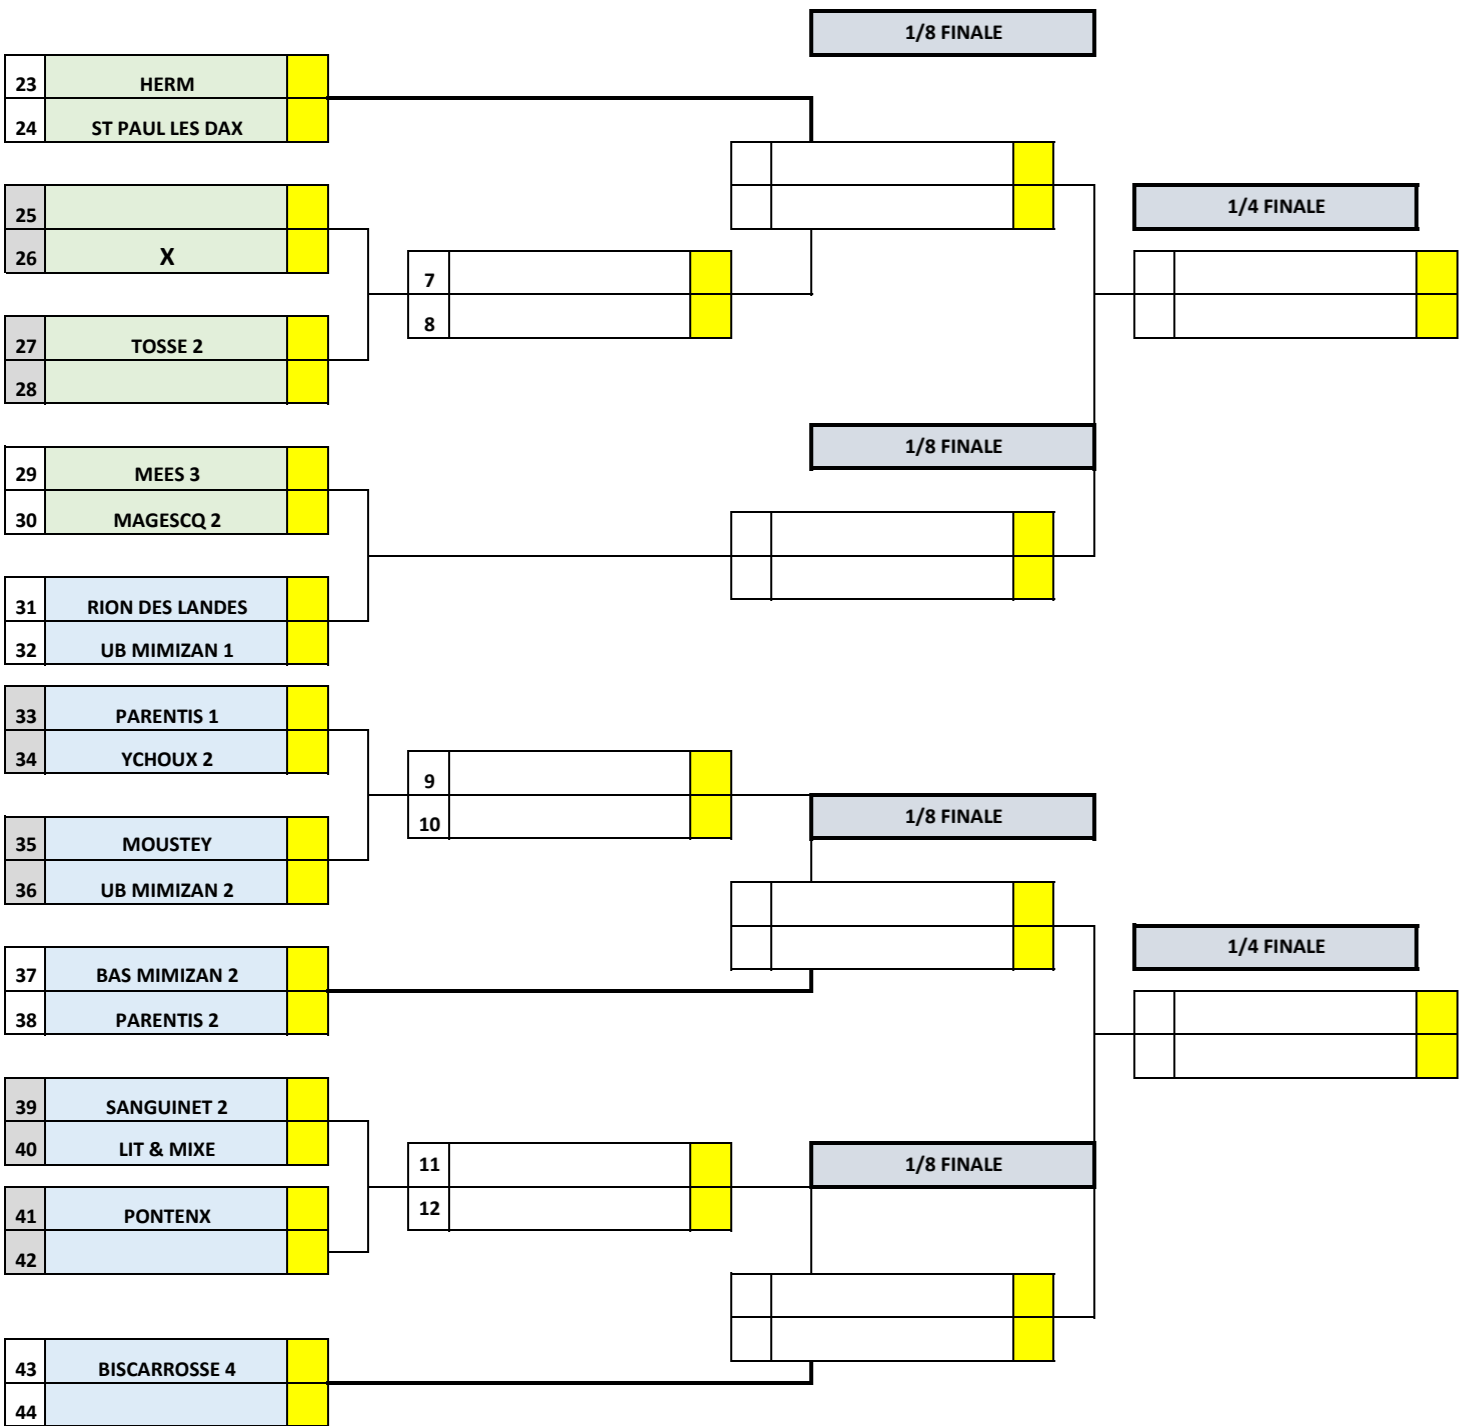 1/8 FINALE
23 HERM
24 ST PAUL LES DAX
25
1/4 FINALE
26 X
7
8
27 TOSSE 2
28
1/8 FINALE
29 MEES 3
30 MAGESCQ 2
31 RION DES LANDES
32 UB MIMIZAN 1
33 PARENTIS 1
34 YCHOUX 2
9
10
1/8 FINALE
35 MOUSTEY
36 UB MIMIZAN 2
1/4 FINALE
37 BAS MIMIZAN 2
38 PARENTIS 2
39 SANGUINET 2
40 LIT & MIXE
11
1/8 FINALE
12
41 PONTENX
42
43 BISCARROSSE 4
44